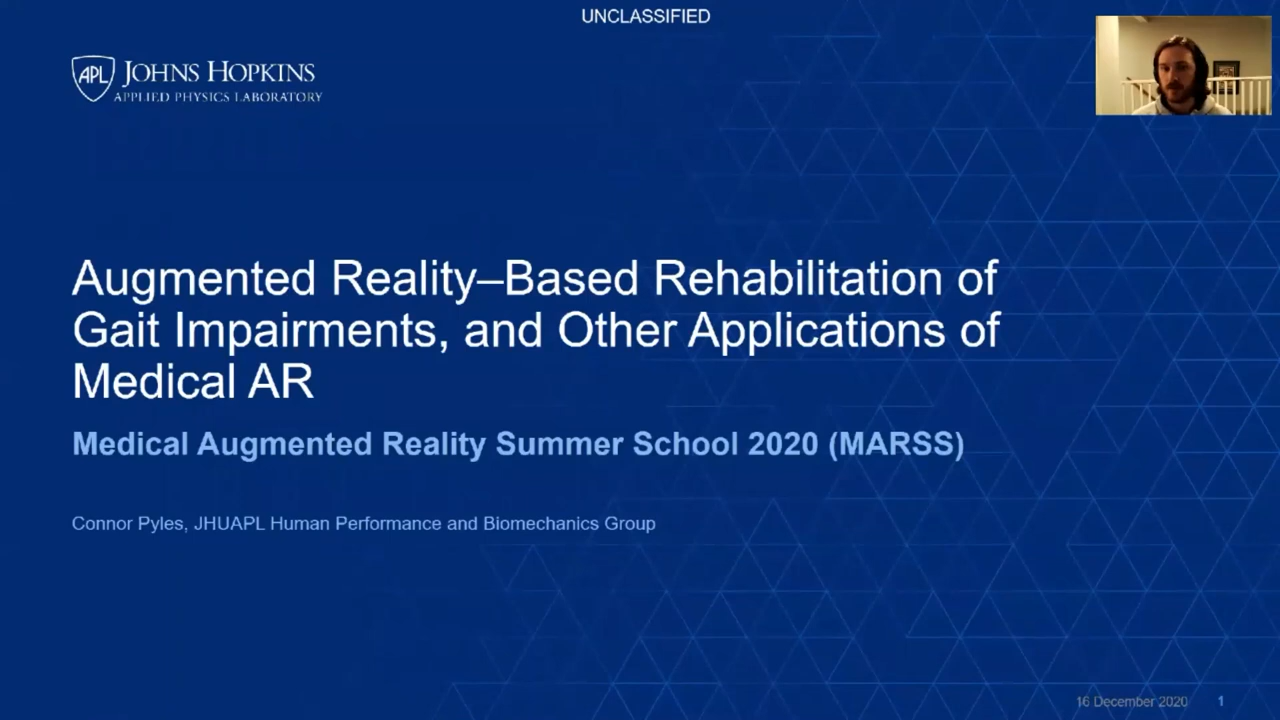 UNCLASSIFIED
APL JOHNS HOPKINS
APPLIED PHYSICS LABORATORY
Augmented Reality–Based Rehabilitation of
Gait Impairments, and Other Applications of
Medical AR
Medical Augmented Reality Summer School 2020 (MARSS)
Connor Pyles, JHUAPL Human Performance and Biomechanics Group
16 December 2020 1